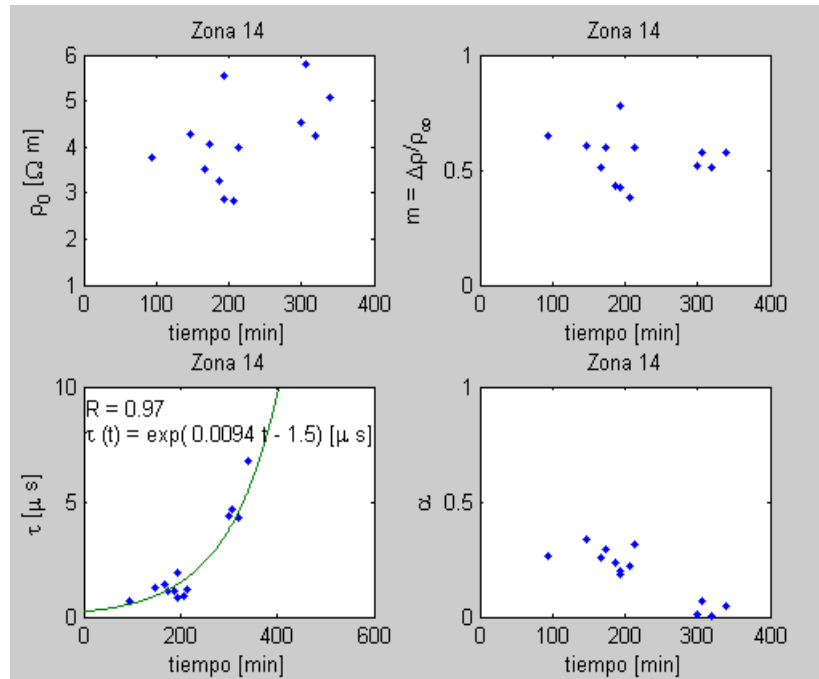 Zona 14
6
5
4
3
2
1
ρ0 [Ω m]
0 100 200 300 400
tiempo [min]
Zona 14
1
0.5
0
m = Δρ/ρ∞
0 100 200 300 400
tiempo [min]
Zona 14
10
5
0
τ [μ s]
R = 0.97
τ (t) = exp( 0.0094 t - 1.5) [μ s]
0 200 400 600
tiempo [min]
Zona 14
1
0.5
0
α
0 100 200 300 400
tiempo [min]